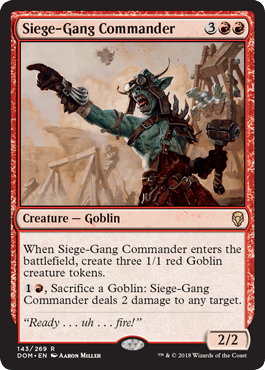 Siege-Gang Commander 3
Creature — Goblin
When Siege-Gang Commander enters the
battlefield, create three 1/1 red Goblin
creature tokens.
1, Sacrifice a Goblin: Siege-Gang
Commander deals 2 damage to any target.
“Ready . . . uh . . . fire!”
2/2
143/269 R
DOM • EN Aaron Miller
™ & © 2018 Wizards of the Coast